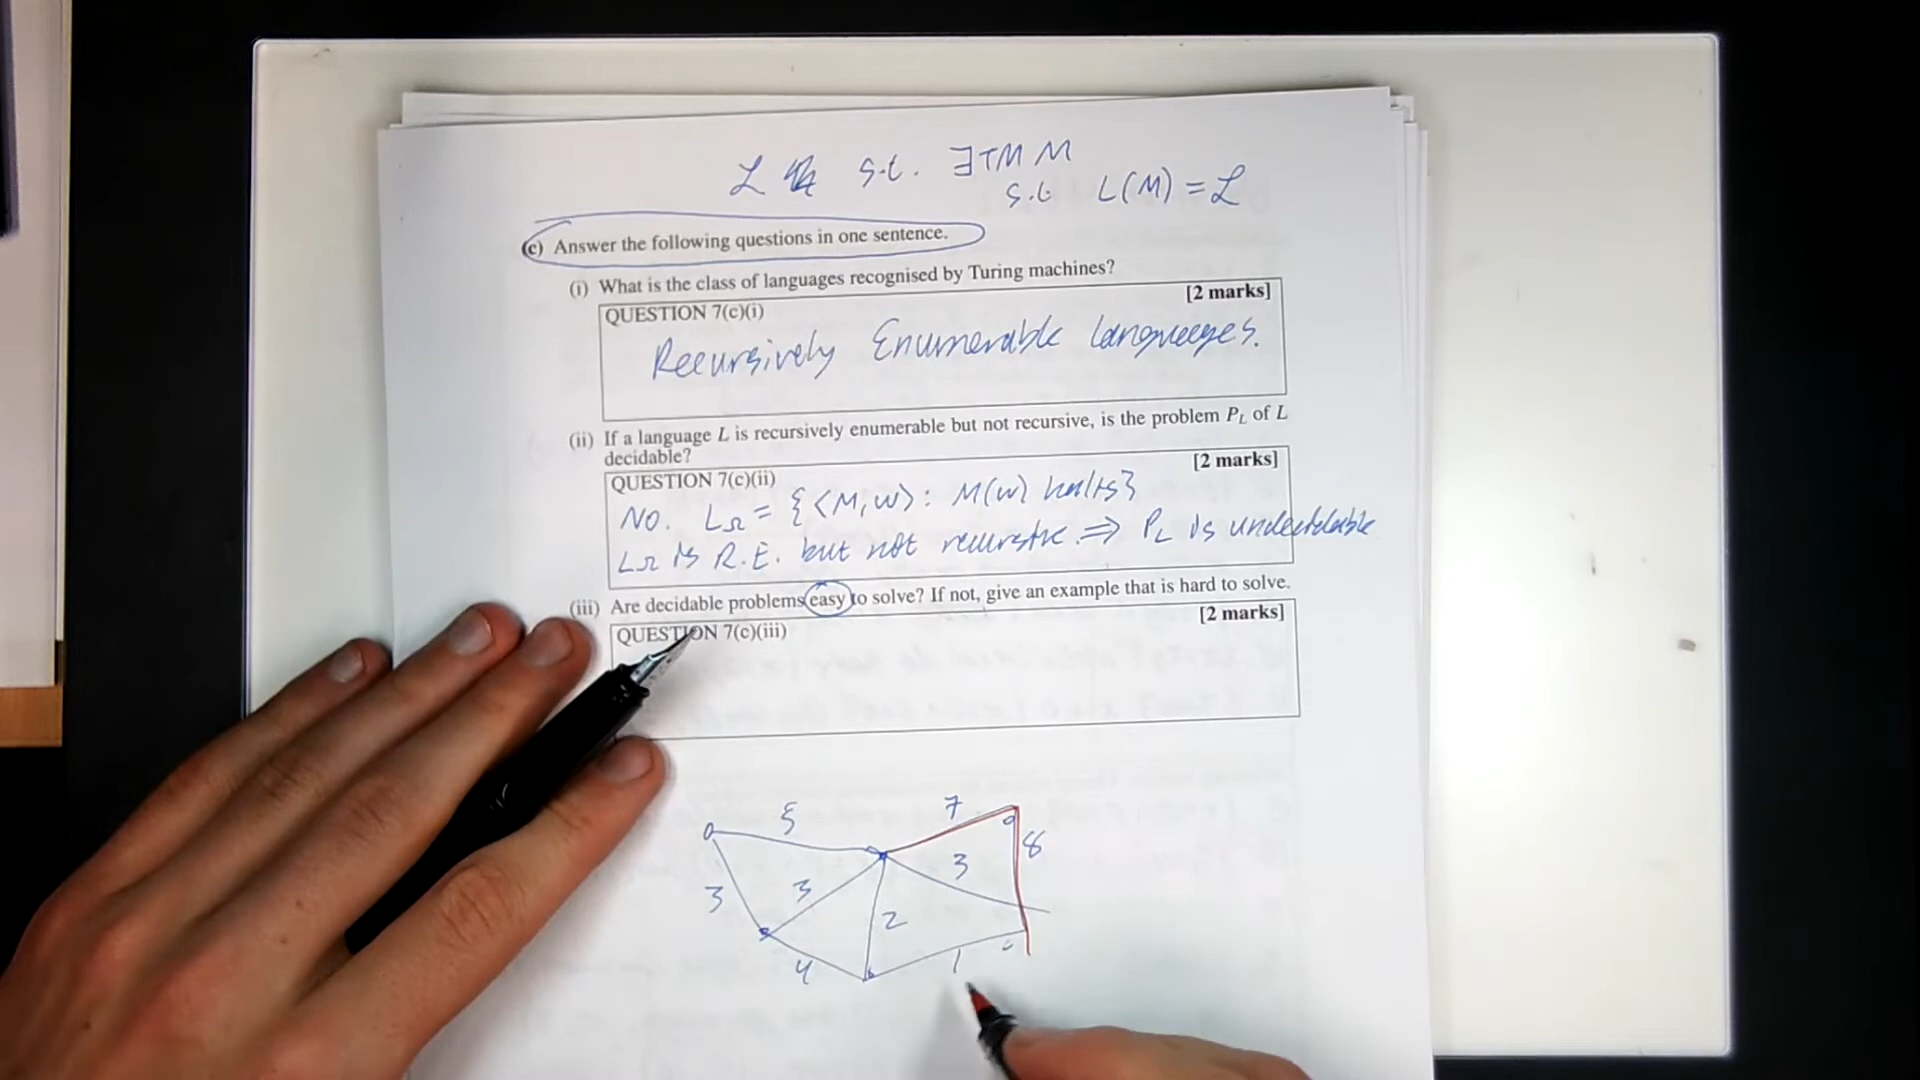 L s.t. ∃TM M
s.t L(M) = L
(c) Answer the following questions in one sentence.
(i) What is the class of languages recognised by Turing machines?
[2 marks]
QUESTION 7(c)(i)
Recursively Enumerable languages.
(ii) If a language L is recursively enumerable but not recursive, is the problem P_L of L
decidable?
[2 marks]
QUESTION 7(c)(ii)
NO. L_Ω = {<M,w> : M(w) halts}
L_Ω is R.E. but not recursive ⇒ P_L is undecidable
(iii) Are decidable problems easy to solve? If not, give an example that is hard to solve.
[2 marks]
QUESTION 7(c)(iii)
5 7
3 3 3 8
2
4 1